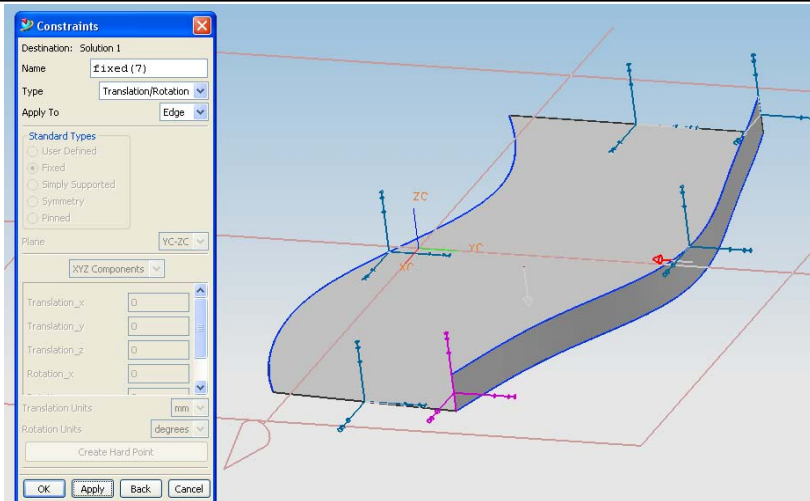 Constraints
Destination: Solution 1
Name fixed(7)
Type Translation/Rotation
Apply To Edge
Standard Types
User Defined
Fixed
Simply Supported
Symmetry
Pinned
Plane YC-ZC
XYZ Components
Translation_x 0
Translation_y 0
Translation_z 0
Rotation_x 0
Translation Units mm
Rotation Units degrees
Create Hard Point
OK Apply Back Cancel
ZC
YC
XC